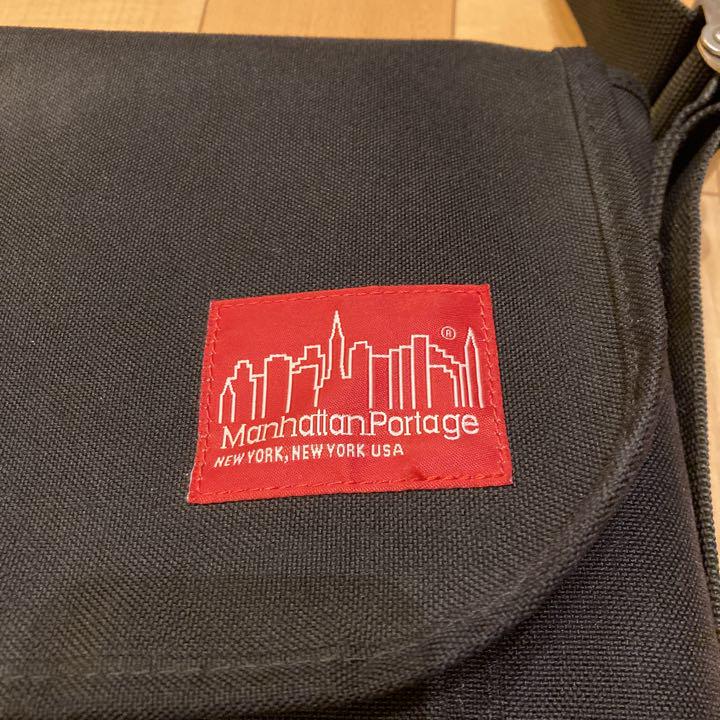 ®
ManhattanPortage
NEW YORK, NEW YORK USA